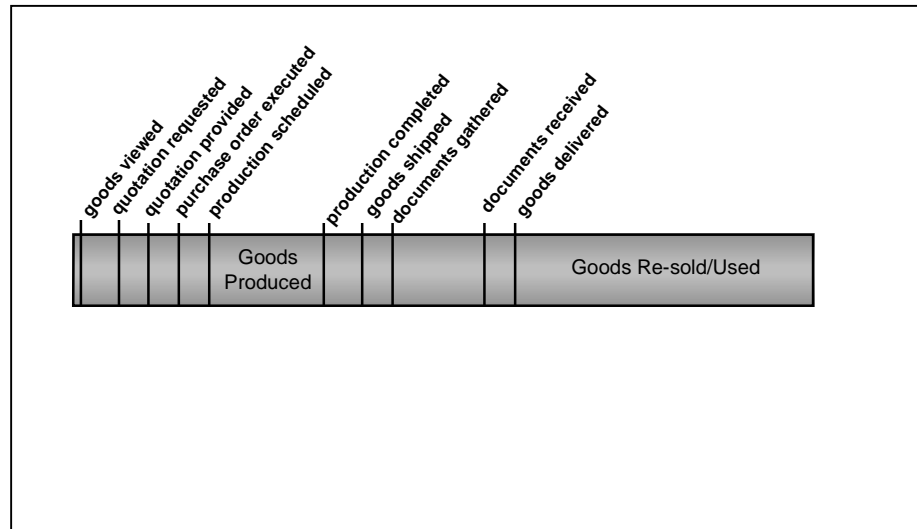 goods viewed
quotation requested
quotation provided
purchase order executed
production scheduled
production completed
goods shipped
documents gathered
documents received
goods delivered
Goods
Produced
Goods Re-sold/Used